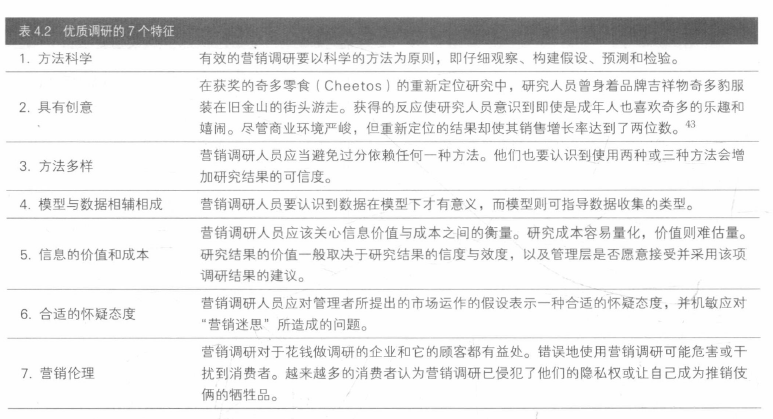 表 4.2 优质调研的 7 个特征
1. 方法科学
有效的营销调研要以科学的方法为原则，即仔细观察、构建假设、预测和检验。
2. 具有创意
在获奖的奇多零食（Cheetos）的重新定位研究中，研究人员曾身着品牌吉祥物奇多豹服
装在旧金山的街头游走。获得的反应使研究人员意识到即使是成年人也喜欢奇多的乐趣和
嬉闹。尽管商业环境严峻，但重新定位的结果却使其销售增长率达到了两位数。43
3. 方法多样
营销调研人员应当避免过分依赖任何一种方法。他们也要认识到使用两种或三种方法会增
加研究结果的可信度。
4. 模型与数据相辅相成
营销调研人员要认识到数据在模型下才有意义，而模型则可指导数据收集的类型。
5. 信息的价值和成本
营销调研人员应该关心信息价值与成本之间的衡量。研究成本容易量化，价值则难估量。
研究结果的价值一般取决于研究结果的信度与效度，以及管理层是否愿意接受并采用该项
调研结果的建议。
6. 合适的怀疑态度
营销调研人员应对管理者所提出的市场运作的假设表示一种合适的怀疑态度，并机敏应对
“营销迷思”所造成的问题。
7. 营销伦理
营销调研对于花钱做调研的企业和它的顾客都有益处。错误地使用营销调研可能危害或干
扰到消费者。越来越多的消费者认为营销调研已侵犯了他们的隐私权或让自己成为推销伎
俩的牺牲品。